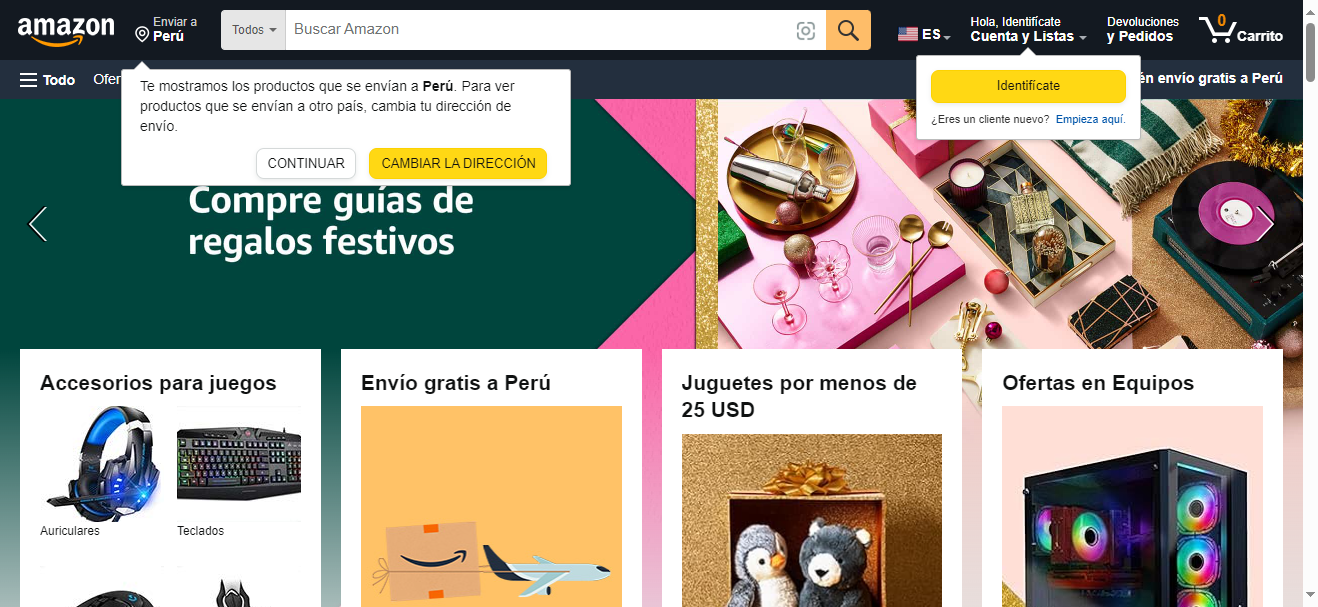 amazon
Enviar a
Perú
Todos
Buscar Amazon
ES
Hola, Identifícate
Cuenta y Listas
Devoluciones
y Pedidos
0
Carrito
Todo
Ofer
én envío gratis a Perú
Te mostramos los productos que se envían a Perú. Para ver
productos que se envían a otro país, cambia tu dirección de
envío.
CONTINUAR
CAMBIAR LA DIRECCIÓN
Identifícate
¿Eres un cliente nuevo? Empieza aquí.
Compre guías de
regalos festivos
Accesorios para juegos
Auriculares
Teclados
Envío gratis a Perú
Juguetes por menos de
25 USD
Ofertas en Equipos